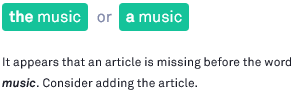 the music or a music
It appears that an article is missing before the word
music. Consider adding the article.